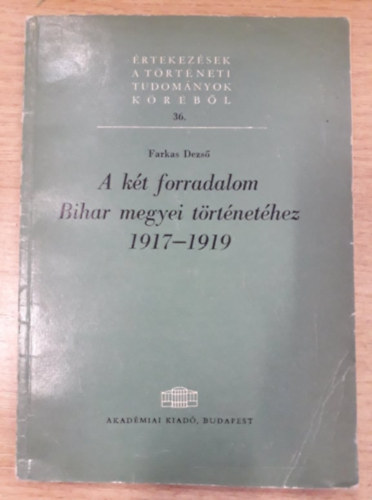 ÉRTEKEZÉSEK
A TÖRTÉNETI
TUDOMÁNYOK
KÖRÉBŐL
36.
Farkas Dezső
A két forradalom
Bihar megyei történetéhez
1917–1919
AKADÉMIAI KIADÓ, BUDAPEST